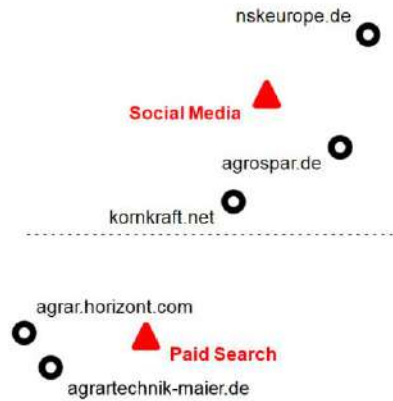 nskeurope.de
Social Media
agrospar.de
kornkraft.net
agrar.horizont.com
Paid Search
agrartechnik-maier.de